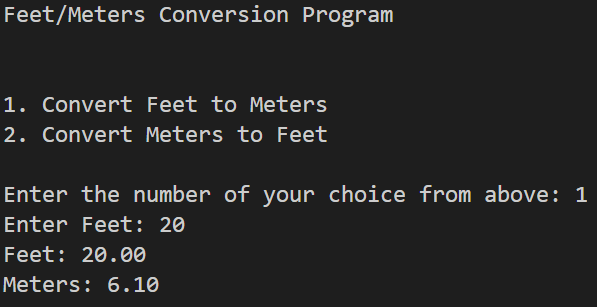 Feet/Meters Conversion Program
1. Convert Feet to Meters
2. Convert Meters to Feet
Enter the number of your choice from above: 1
Enter Feet: 20
Feet: 20.00
Meters: 6.10